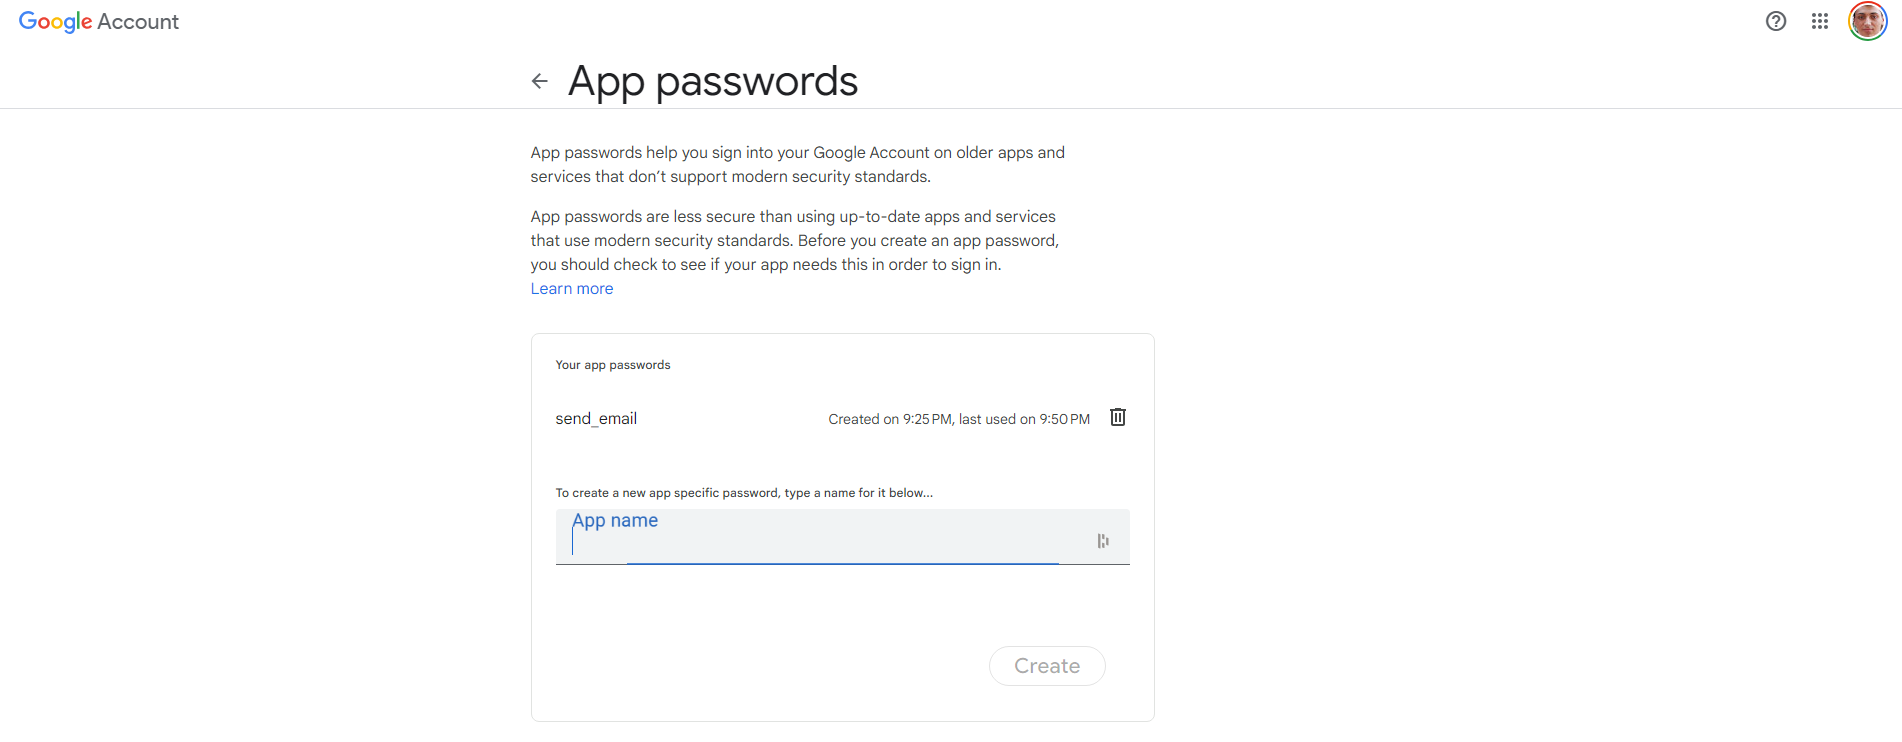 Google Account
App passwords
App passwords help you sign into your Google Account on older apps and
services that don’t support modern security standards.
App passwords are less secure than using up-to-date apps and services
that use modern security standards. Before you create an app password,
you should check to see if your app needs this in order to sign in.
Learn more
Your app passwords
send_email
Created on 9:25 PM, last used on 9:50 PM
To create a new app specific password, type a name for it below...
App name
Create